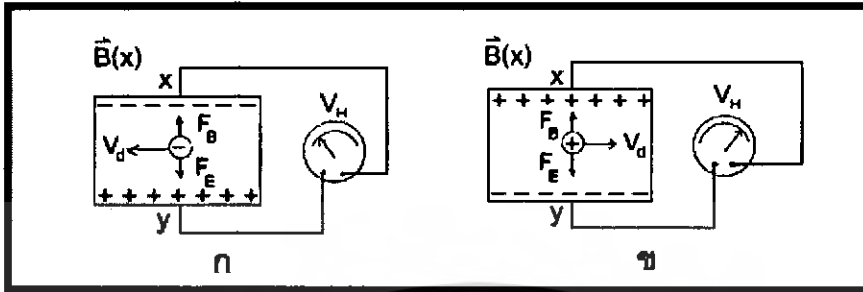 B⃗(x)
x
− − − − − − − −
F_B
V_d
−
F_E
+ + + + + + +
y
V_H
ก
B⃗(x)
x
+ + + + + + +
F_B
+
V_d
F_E
− − − − − − −
y
V_H
ข